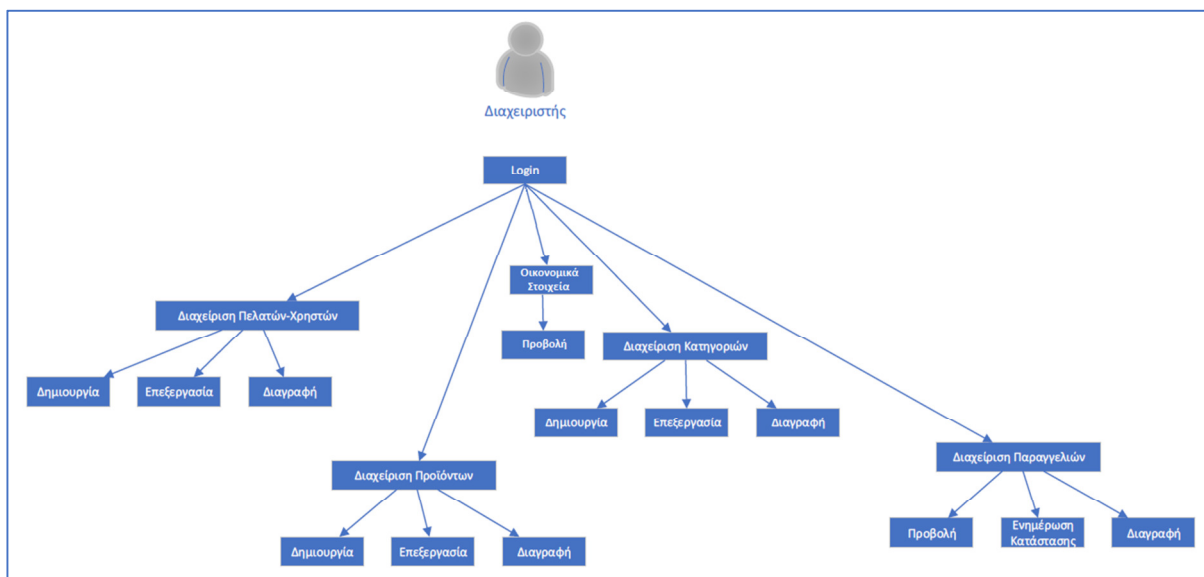 Διαχειριστής
Login
Οικονομικά
Στοιχεία
Διαχείριση Πελατών-Χρηστών
Προβολή
Διαχείριση Κατηγοριών
Δημιουργία
Επεξεργασία
Διαγραφή
Δημιουργία
Επεξεργασία
Διαγραφή
Διαχείριση Προϊόντων
Διαχείριση Παραγγελιών
Δημιουργία
Επεξεργασία
Διαγραφή
Προβολή
Ενημέρωση
Κατάστασης
Διαγραφή